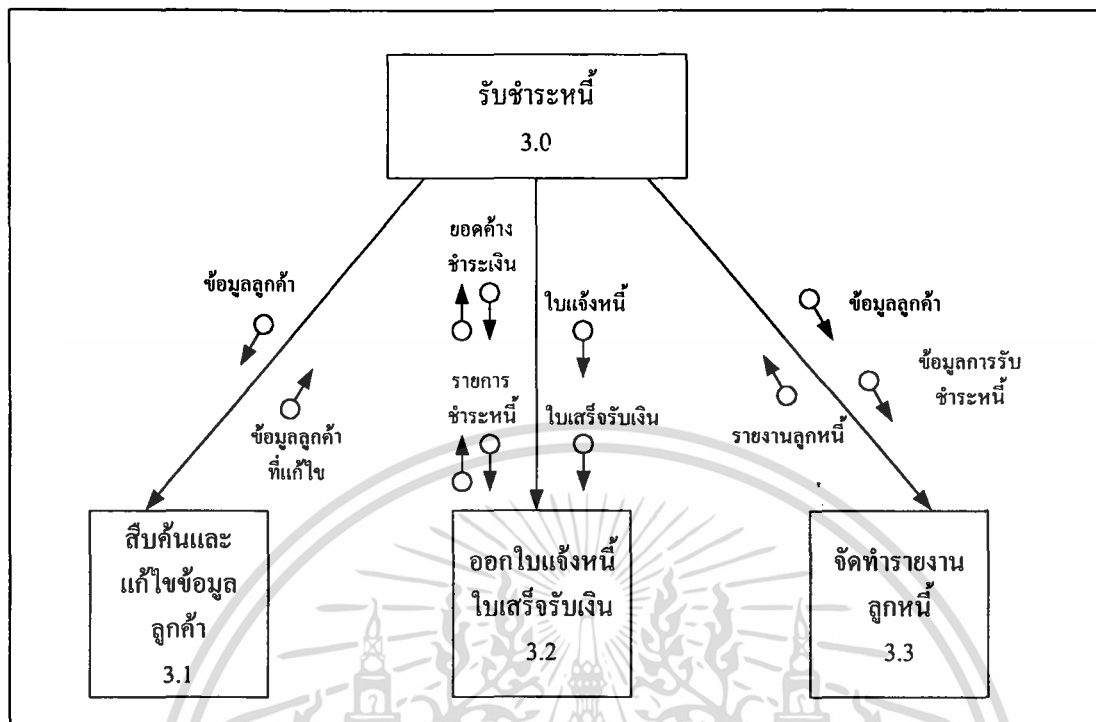 รับชำระหนี้
3.0
ยอดค้าง
ชำระเงิน
ข้อมูลลูกค้า
ใบแจ้งหนี้
ข้อมูลลูกค้า
รายการ
ชำระหนี้
ใบเสร็จรับเงิน
ข้อมูลการรับ
ชำระหนี้
ข้อมูลลูกค้า
ที่แก้ไข
รายงานลูกหนี้
สืบค้นและ
แก้ไขข้อมูล
ลูกค้า
3.1
ออกใบแจ้งหนี้
ใบเสร็จรับเงิน
3.2
จัดทำรายงาน
ลูกหนี้
3.3